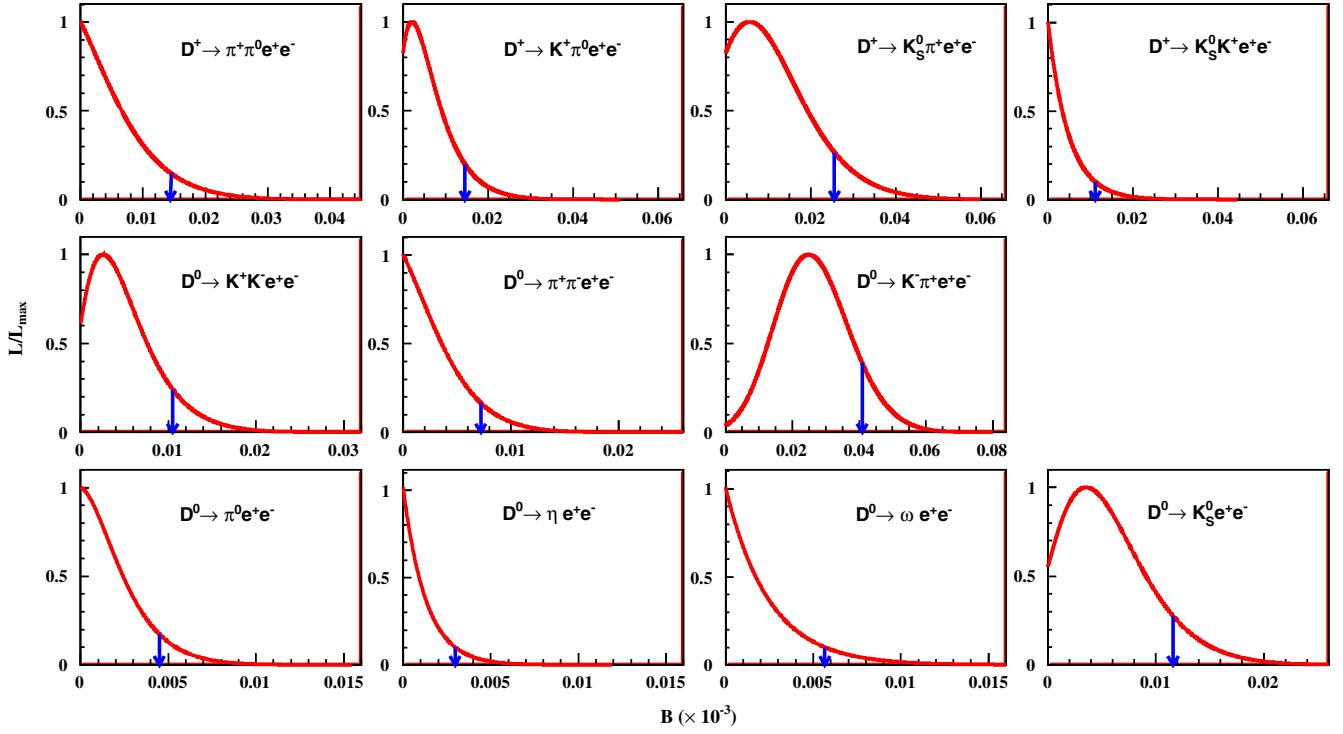 L/L_max
D⁺→ π⁺π⁰e⁺e⁻
1
0.5
0
0 0.01 0.02 0.03 0.04
D⁺→ K⁺π⁰e⁺e⁻
1
0.5
0
0 0.02 0.04 0.06
D⁺→ K_S⁰π⁺e⁺e⁻
1
0.5
0
0 0.02 0.04 0.06
D⁺→ K_S⁰K⁺e⁺e⁻
1
0.5
0
0 0.02 0.04 0.06
D⁰→ K⁺K⁻e⁺e⁻
1
0.5
0
0 0.01 0.02 0.03
D⁰→ π⁺π⁻e⁺e⁻
1
0.5
0
0 0.01 0.02
D⁰→ K⁻π⁺e⁺e⁻
1
0.5
0
0 0.02 0.04 0.06 0.08
D⁰→ π⁰e⁺e⁻
1
0.5
0
0 0.005 0.01 0.015
D⁰→ η e⁺e⁻
1
0.5
0
0 0.005 0.01 0.015
D⁰→ ω e⁺e⁻
1
0.5
0
0 0.005 0.01 0.015
D⁰→ K_S⁰e⁺e⁻
1
0.5
0
0 0.01 0.02
B (× 10⁻³)